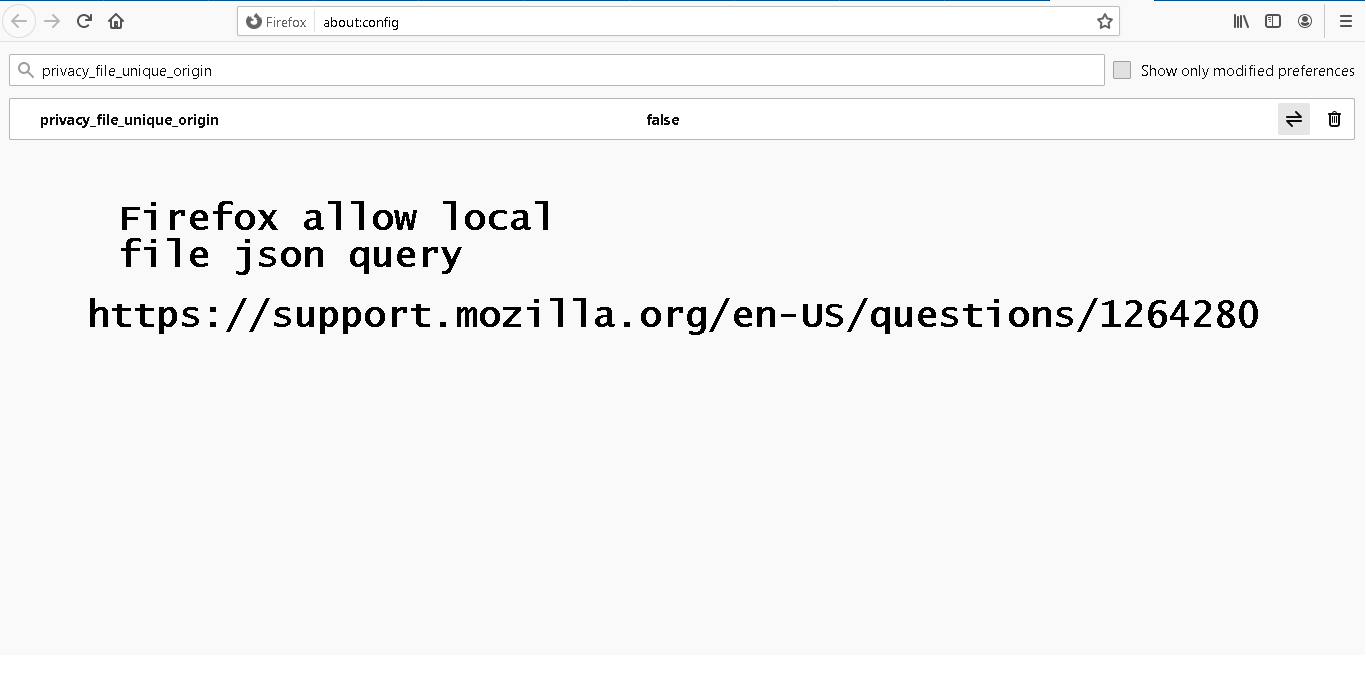 Firefox about:config
privacy_file_unique_origin Show only modified preferences
privacy_file_unique_origin false
Firefox allow local
file json query
https://support.mozilla.org/en-US/questions/1264280